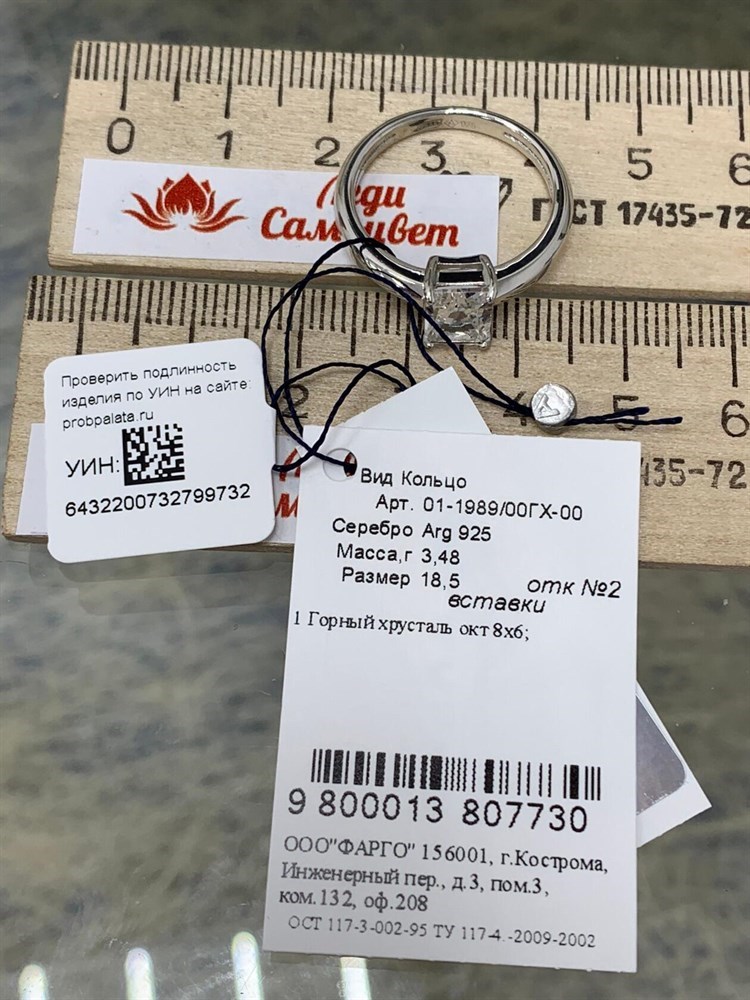 0 1 2 3 4 5 6
Леди
Самоцвет
ГОСТ 17435-72
2 4 5 6
435-72
Проверить подлинность
изделия по УИН на сайте:
probpalata.ru
УИН:
6432200732799732
Вид Кольцо
Арт. 01-1989/00ГХ-00
Серебро Arg 925
Масса,г 3,48
Размер 18,5 отк №2
вставки
1 Горный хрусталь окт 8х6;
9 800013 807730
ООО"ФАРГО" 156001, г.Кострома,
Инженерный пер., д.3, пом.3,
ком.132, оф.208
ОСТ 117-3-002-95 ТУ 117-4.-2009-2002